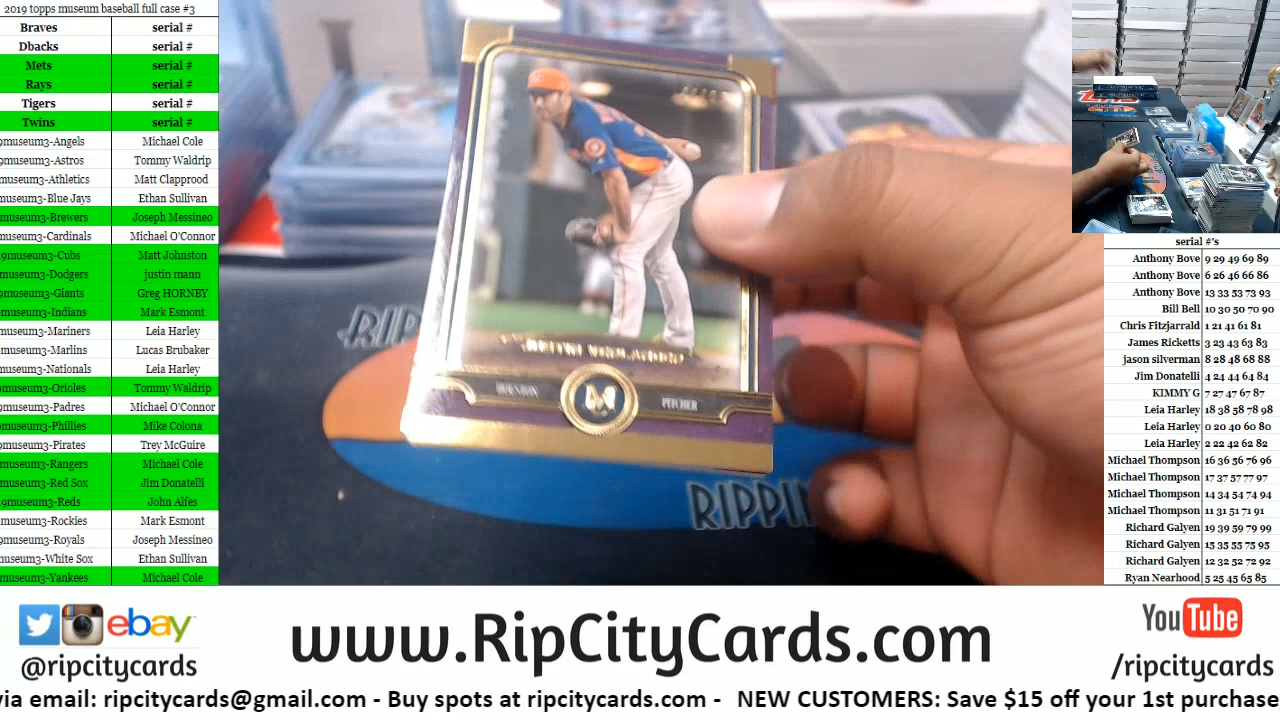 2019 topps museum baseball full case #3
Braves serial #
Dbacks serial #
Mets serial #
Rays serial #
Tigers serial #
Twins serial #
9museum3-Angels Michael Cole
9museum3-Astros Tommy Waldrip
9museum3-Athletics Matt Clapprood
museum3-Blue Jays Ethan Sullivan
museum3-Brewers Joseph Messineo
museum3-Cardinals Michael O'Connor
9museum3-Cubs Matt Johnston
museum3-Dodgers justin mann
museum3-Giants Greg HORNBY
museum3-Indians Mark Esmont
museum3-Mariners Leia Harley
museum3-Marlins Lucas Brubaker
museum3-Nationals Leia Harley
museum3-Orioles Tommy Waldrip
9museum3-Padres Michael O'Connor
museum3-Phillies Mike Colona
museum3-Pirates Trey McGuire
museum3-Rangers Michael Cole
museum3-Red Sox Jim Donatelli
9museum3-Reds John Alfes
museum3-Rockies Mark Esmont
museum3-Royals Joseph Messineo
museum3-White Sox Ethan Sullivan
museum3-Yankees Michael Cole
HOUSTON
M
PITCHER
RIP
RIPPIN
serial #'s
Anthony Bove 9 29 49 69 89
Anthony Bove 6 26 46 66 86
Anthony Bove 13 33 53 73 93
Bill Bell 10 30 50 70 90
Chris Fitzjarrald 1 21 41 61 81
James Ricketts 3 23 43 63 83
jason silverman 8 28 48 68 88
Jim Donatelli 4 24 44 64 84
KIMMY G 7 27 47 67 87
Leia Harley 18 38 58 78 98
Leia Harley 0 20 40 60 80
Leia Harley 2 22 42 62 82
Michael Thompson 16 36 56 76 96
Michael Thompson 17 37 57 77 97
Michael Thompson 14 34 54 74 94
Michael Thompson 11 31 51 71 91
Richard Galyen 19 39 59 79 99
Richard Galyen 15 35 55 75 95
Richard Galyen 12 32 52 72 92
Ryan Nearhood 5 25 45 65 85
ebay
@ripcitycards
www.RipCityCards.com
YouTube
/ripcitycards
via email: ripcitycards@gmail.com - Buy spots at ripcitycards.com - NEW CUSTOMERS: Save $15 off your 1st purchase